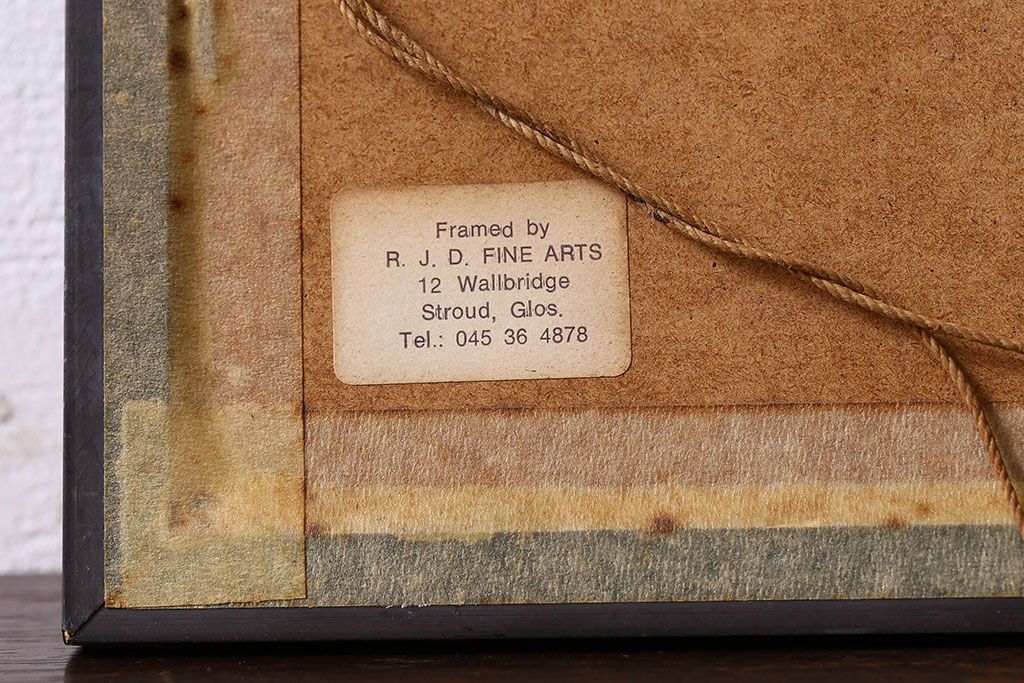 Framed by
R. J. D. FINE ARTS
12 Wallbridge
Stroud, Glos.
Tel.: 045 36 4878